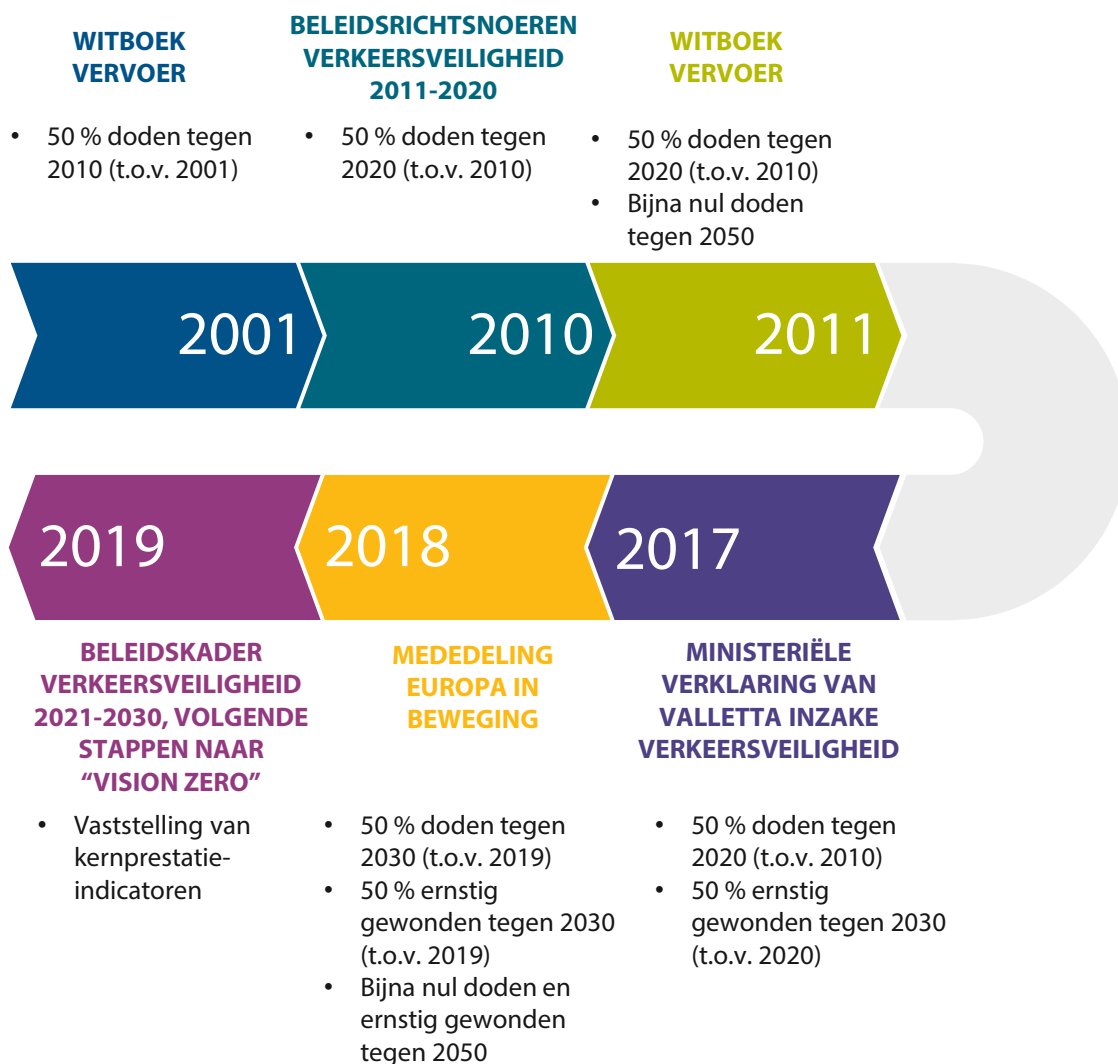 WITBOEK
VERVOER
• 50 % doden tegen
2010 (t.o.v. 2001)
BELEIDSRICHTSNOEREN
VERKEERSVEILIGHEID
2011-2020
• 50 % doden tegen
2020 (t.o.v. 2010)
WITBOEK
VERVOER
• 50 % doden tegen
2020 (t.o.v. 2010)
• Bijna nul doden
tegen 2050
2001
2010
2011
2019
2018
2017
BELEIDSKADER
VERKEERSVEILIGHEID
2021-2030, VOLGENDE
STAPPEN NAAR
“VISION ZERO”
• Vaststelling van
kernprestatie-
indicatoren
MEDEDELING
EUROPA IN
BEWEGING
• 50 % doden tegen
2030 (t.o.v. 2019)
• 50 % ernstig
gewonden tegen 2030
(t.o.v. 2019)
• Bijna nul doden en
ernstig gewonden
tegen 2050
MINISTERIËLE
VERKLARING VAN
VALLETTA INZAKE
VERKEERSVEILIGHEID
• 50 % doden tegen
2020 (t.o.v. 2010)
• 50 % ernstig
gewonden tegen 2030
(t.o.v. 2020)